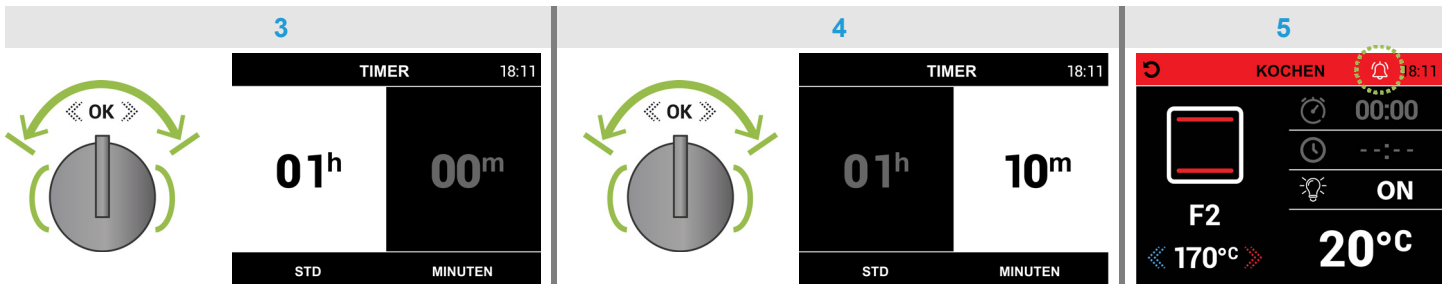 3
4
5
OK
TIMER 18:11
01h 00m
STD MINUTEN
OK
TIMER 18:11
01h 10m
STD MINUTEN
KOCHEN 18:11
00:00
--:--
ON
F2
170°C
20°C